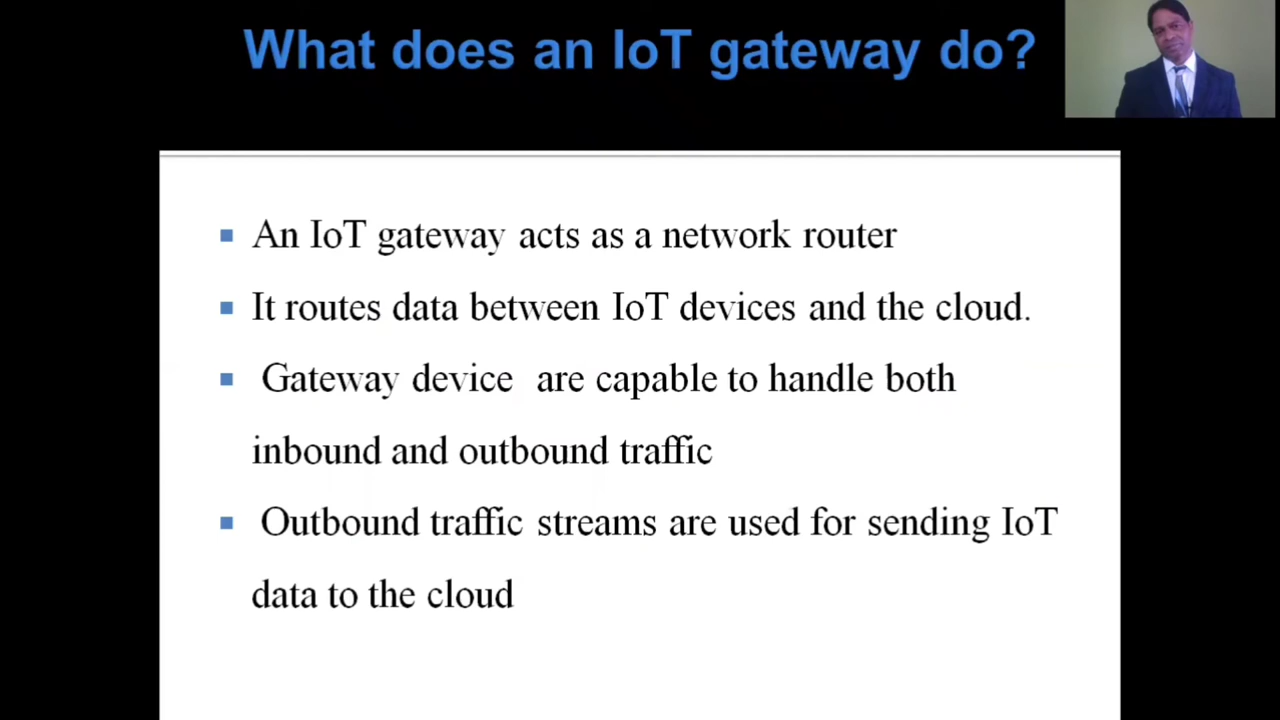 What does an IoT gateway do?
An IoT gateway acts as a network router
It routes data between IoT devices and the cloud.
Gateway device are capable to handle both
inbound and outbound traffic
Outbound traffic streams are used for sending IoT
data to the cloud